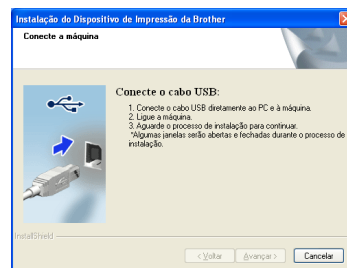 Instalação do Dispositivo de Impressão da Brother
Conecte a máquina
Conecte o cabo USB:
1. Conecte o cabo USB diretamente ao PC e à máquina.
2. Ligue a máquina.
3. Aguarde o processo de instalação para continuar.
*Algumas janelas serão abertas e fechadas durante o processo de
instalação.
InstallShield
< Voltar
Avançar >
Cancelar